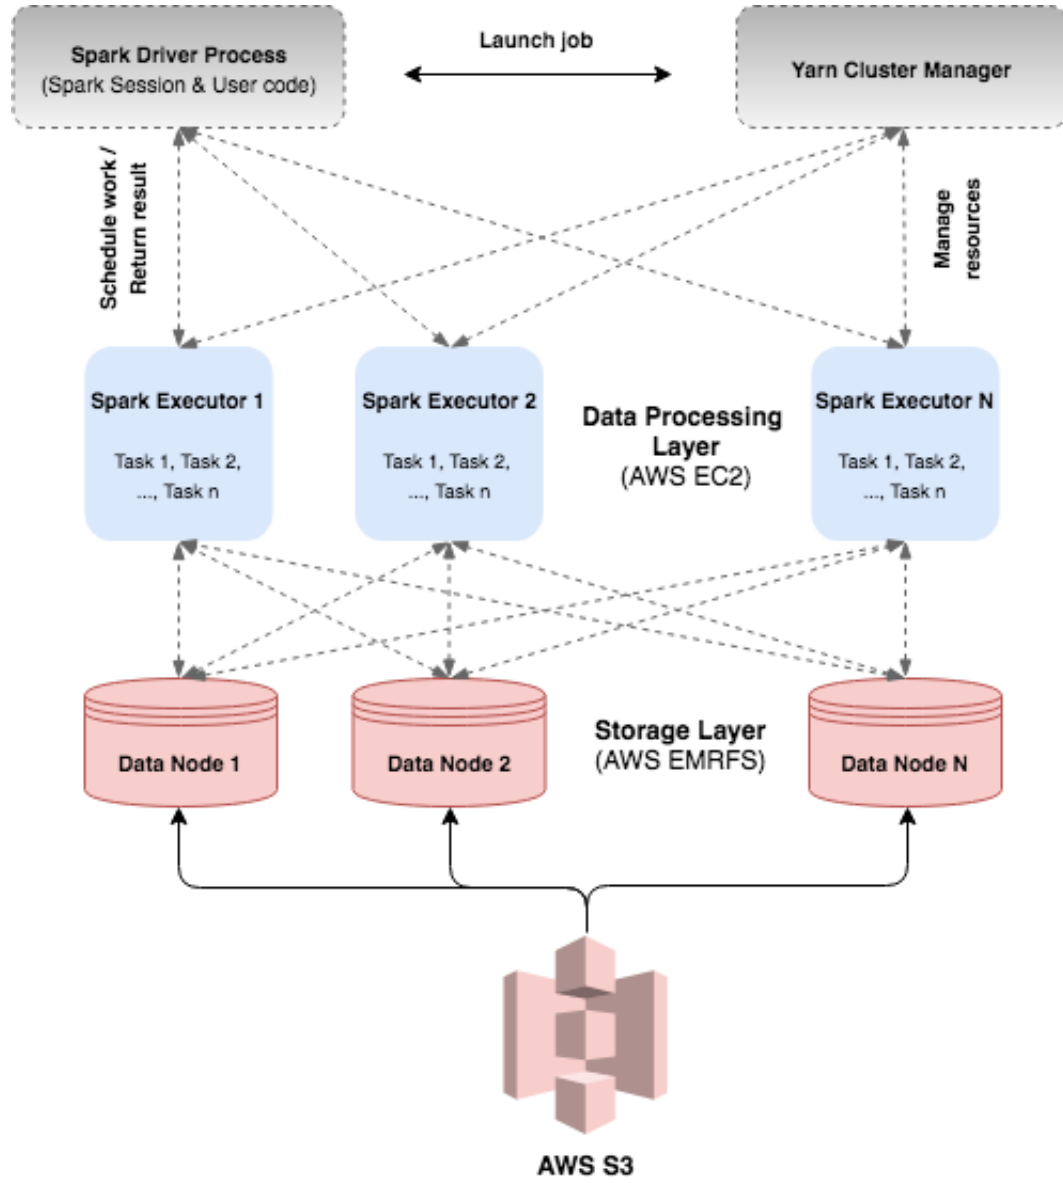 Spark Driver Process
(Spark Session & User code)
Launch job
Yarn Cluster Manager
Schedule work /
Return result
Manage
resources
Spark Executor 1
Task 1, Task 2,
..., Task n
Spark Executor 2
Task 1, Task 2,
..., Task n
Data Processing
Layer
(AWS EC2)
Spark Executor N
Task 1, Task 2,
..., Task n
Data Node 1
Data Node 2
Storage Layer
(AWS EMRFS)
Data Node N
AWS S3